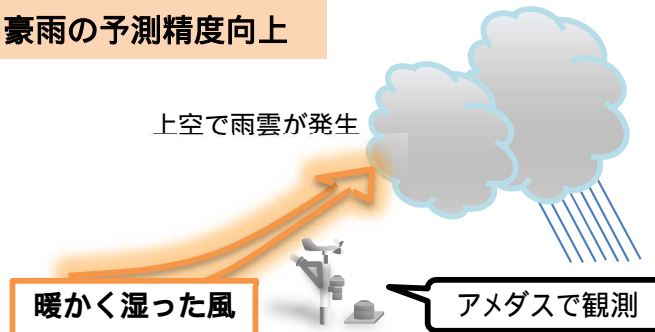 豪雨の予測精度向上
上空で雨雲が発生
暖かく湿った風
アメダスで観測